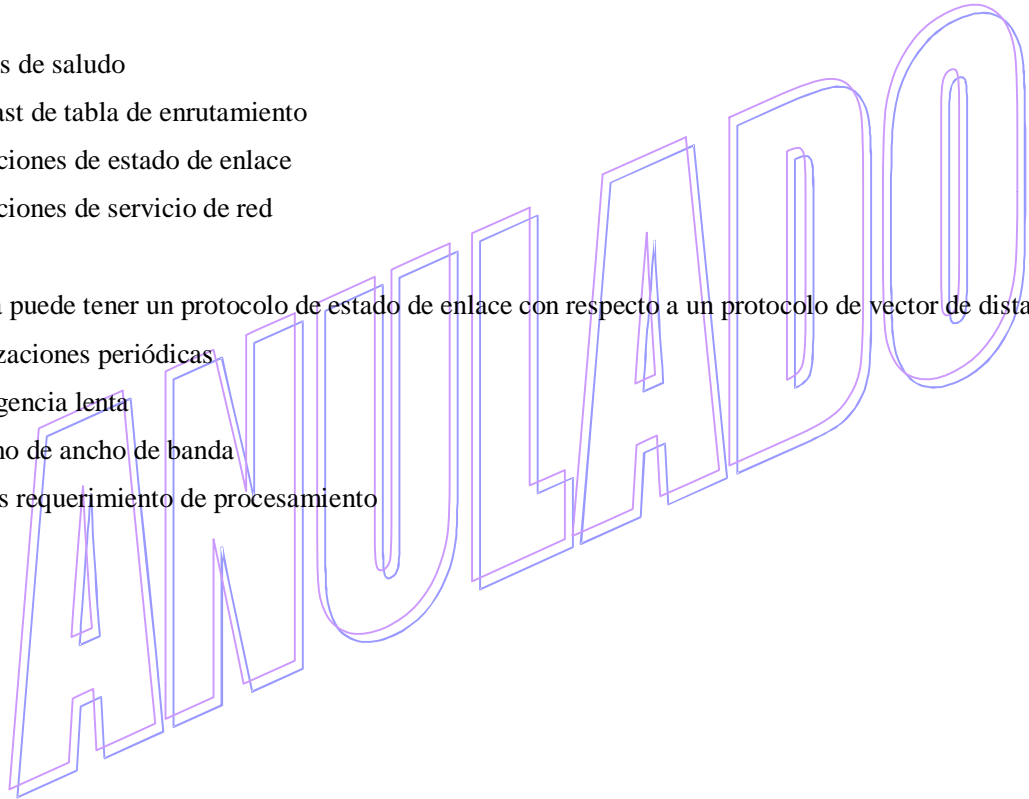 s de saludo
ast de tabla de enrutamiento
ciones de estado de enlace
ciones de servicio de red
a puede tener un protocolo de estado de enlace con respecto a un protocolo de vector de dista
zaciones periódicas
gencia lenta
no de ancho de banda
s requerimiento de procesamiento
ANULADO